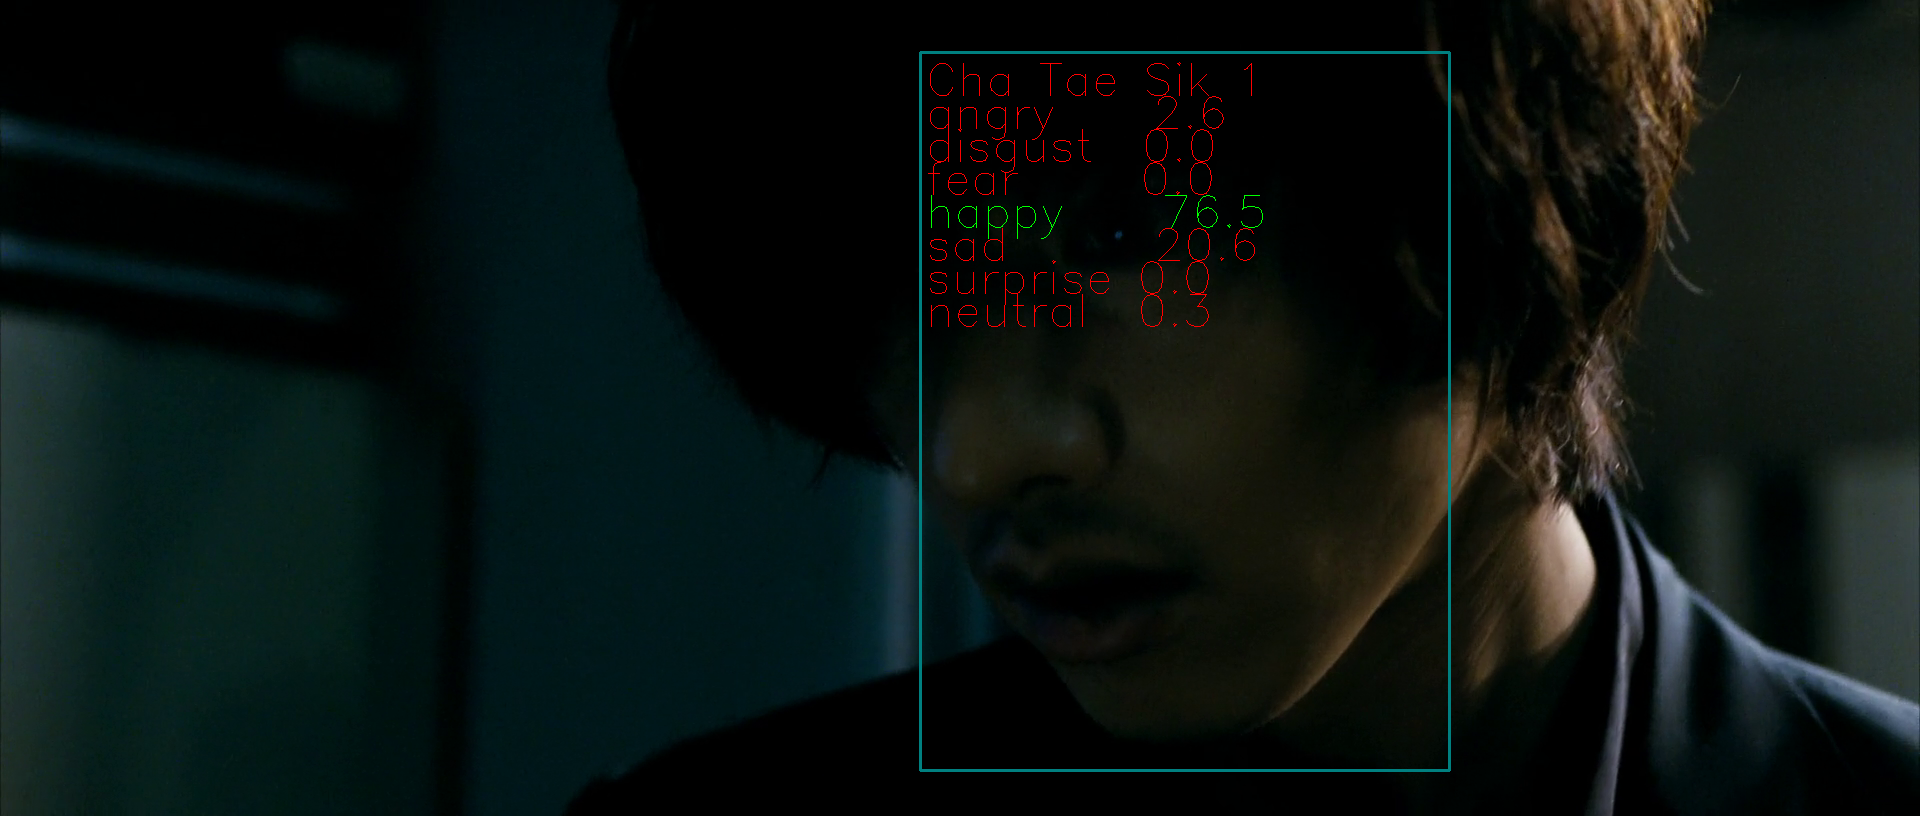 Cha Tae Sik 1
angry 2.6
disgust 0.0
fear 0.0
happy 76.5
sad 20.6
surprise 0.0
neutral 0.3